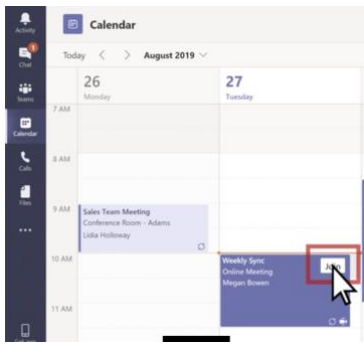 Activity
Calendar
Chat
Today
August 2019
Teams
26
Monday
27
Tuesday
Calendar
7 AM
Calls
8 AM
Files
9 AM
Sales Team Meeting
Conference Room - Adams
Lidia Holloway
10 AM
Weekly Sync
Join
Online Meeting
Megan Bowen
11 AM